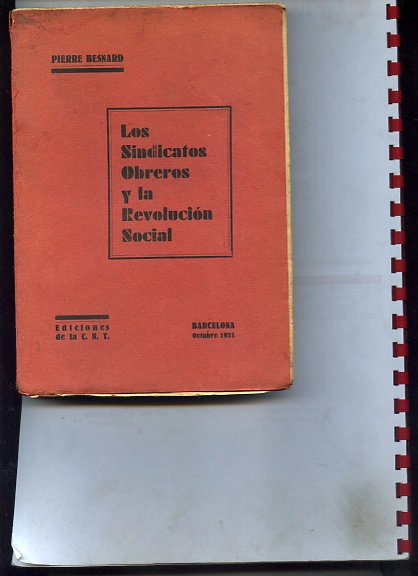 PIERRE BESNARD
Los
Sindicatos
Obreros
y la
Revolución
Social
Ediciones
de la C. N. T.
BARCELONA
Octubre 1931